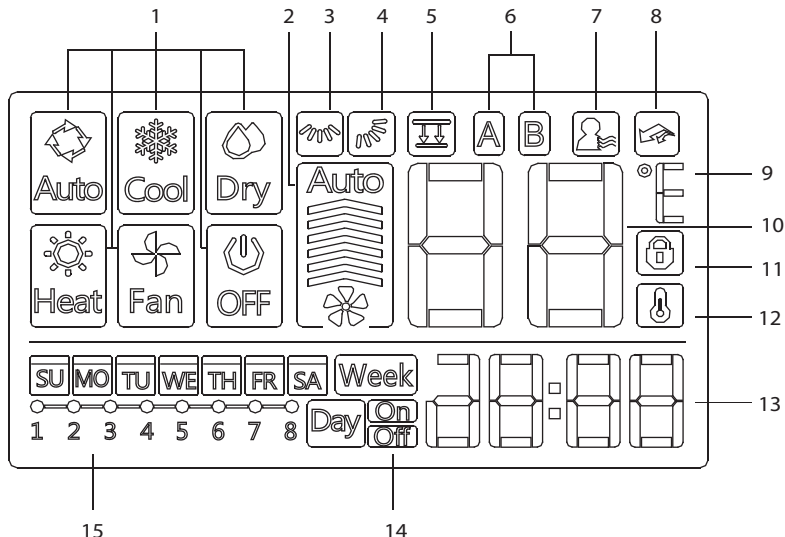 1 2 3 4 5 6 7 8
A B
Auto Cool Dry Auto
9
10
11
Heat Fan OFF
12
SU MO TU WE TH FR SA Week
Day On
Off
13
1 2 3 4 5 6 7 8
15 14